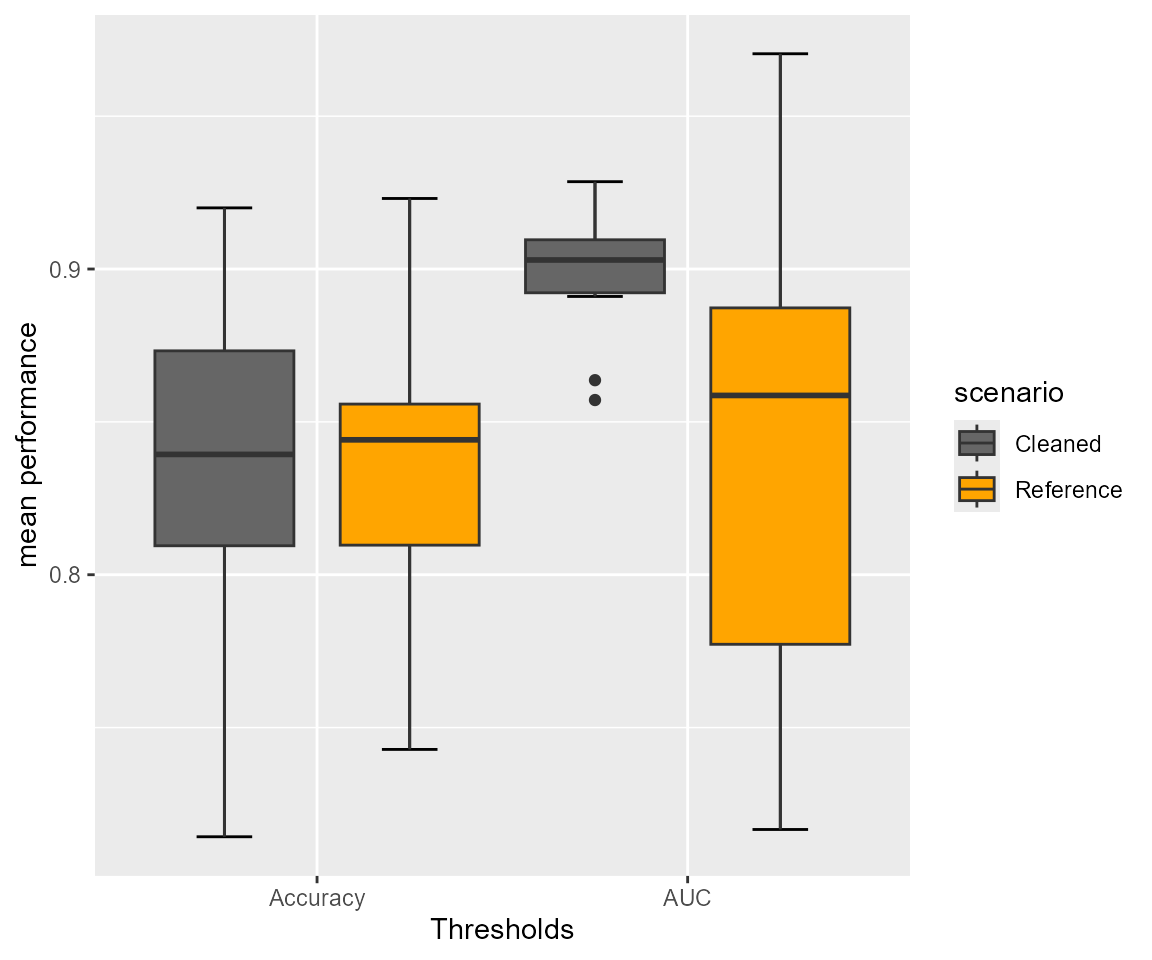 mean performance
0.9
0.8
Accuracy
AUC
Thresholds
scenario
Cleaned
Reference